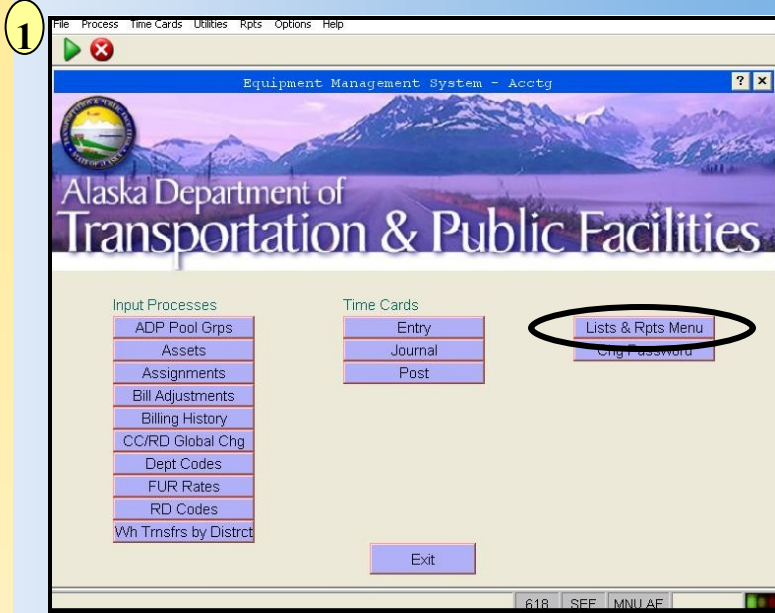 1
File Process Time Cards Utilities Rpts Options Help
Equipment Management System - Acctg
Alaska Department of
Transportation & Public Facilities
Input Processes
ADP Pool Grps
Assets
Assignments
Bill Adjustments
Billing History
CC/RD Global Chg
Dept Codes
FUR Rates
RD Codes
Wh Trnsfrs by Distrct
Time Cards
Entry
Journal
Post
Lists & Rpts Menu
Chg Password
Exit
618 SEF MNU.AF